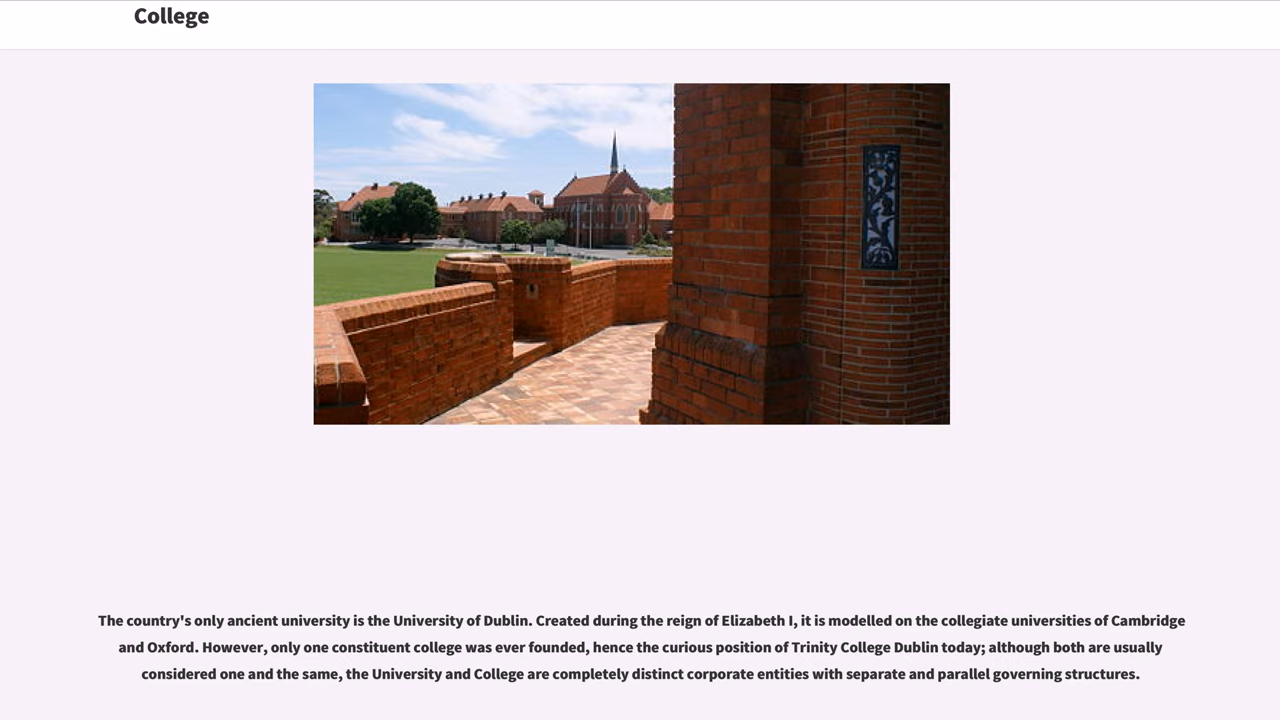 College
The country's only ancient university is the University of Dublin. Created during the reign of Elizabeth I, it is modelled on the collegiate universities of Cambridge
and Oxford. However, only one constituent college was ever founded, hence the curious position of Trinity College Dublin today; although both are usually
considered one and the same, the University and College are completely distinct corporate entities with separate and parallel governing structures.